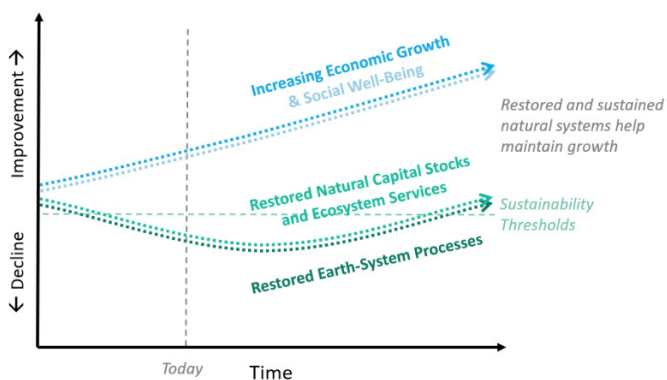 Improvement →
← Decline
Increasing Economic Growth
& Social Well-Being
Restored and sustained
natural systems help
maintain growth
Restored Natural Capital Stocks
and Ecosystem Services
Sustainability
Thresholds
Restored Earth-System Processes
Today
Time